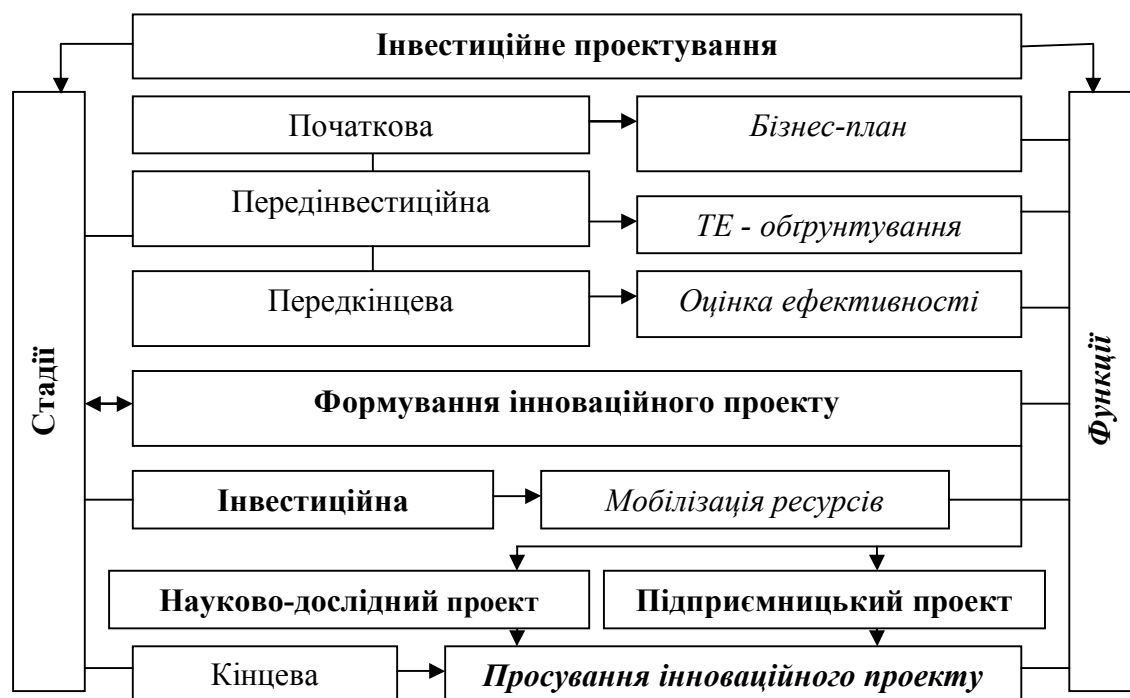 Інвестиційне проектування
Початкова
Бізнес-план
Передінвестиційна
ТЕ - обґрунтування
Передкінцева
Оцінка ефективності
Стадії
Функції
Формування інноваційного проекту
Інвестиційна
Мобілізація ресурсів
Науково-дослідний проект
Підприємницький проект
Кінцева
Просування інноваційного проекту